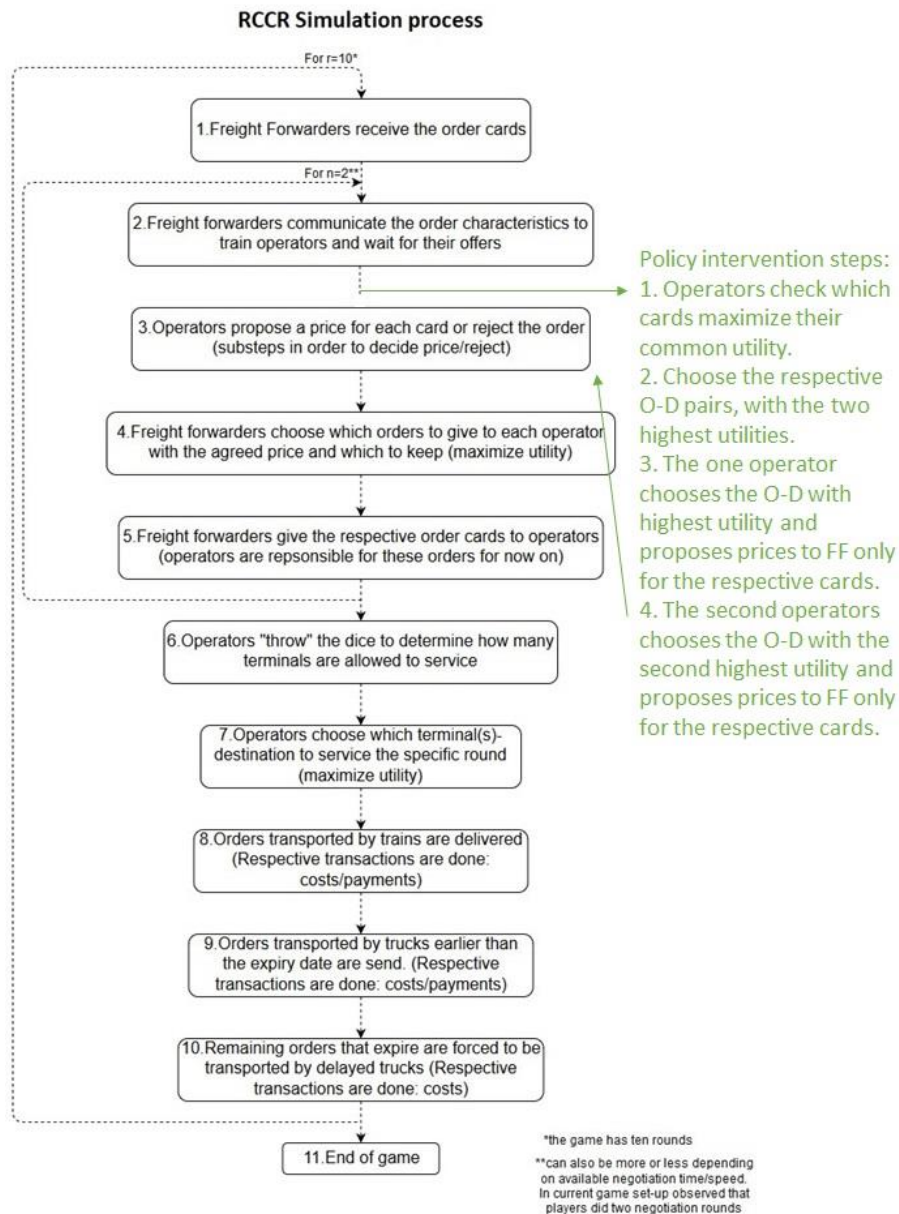 RCCR Simulation process
For r=10*
1.Freight Forwarders receive the order cards
For n=2**
2.Freight forwarders communicate the order characteristics to
train operators and wait for their offers
3.Operators propose a price for each card or reject the order
(substeps in order to decide price/reject)
4.Freight forwarders choose which orders to give to each operator
with the agreed price and which to keep (maximize utility)
5.Freight forwarders give the respective order cards to operators
(operators are repsonsible for these orders for now on)
6.Operators "throw" the dice to determine how many
terminals are allowed to service
7.Operators choose which terminal(s)-
destination to service the specific round
(maximize utility)
8.Orders transported by trains are delivered
(Respective transactions are done:
costs/payments)
9.Orders transported by trucks earlier than
the expiry date are send. (Respective
transactions are done: costs/payments)
10.Remaining orders that expire are forced to be
transported by delayed trucks (Respective
transactions are done: costs)
11.End of game
Policy intervention steps:
1. Operators check which
cards maximize their
common utility.
2. Choose the respective
O-D pairs, with the two
highest utilities.
3. The one operator
chooses the O-D with
highest utility and
proposes prices to FF only
for the respective cards.
4. The second operators
chooses the O-D with the
second highest utility and
proposes prices to FF only
for the respective cards.
*the game has ten rounds
**can also be more or less depending
on available negotiation time/speed.
In current game set-up observed that
players did two negotiation rounds